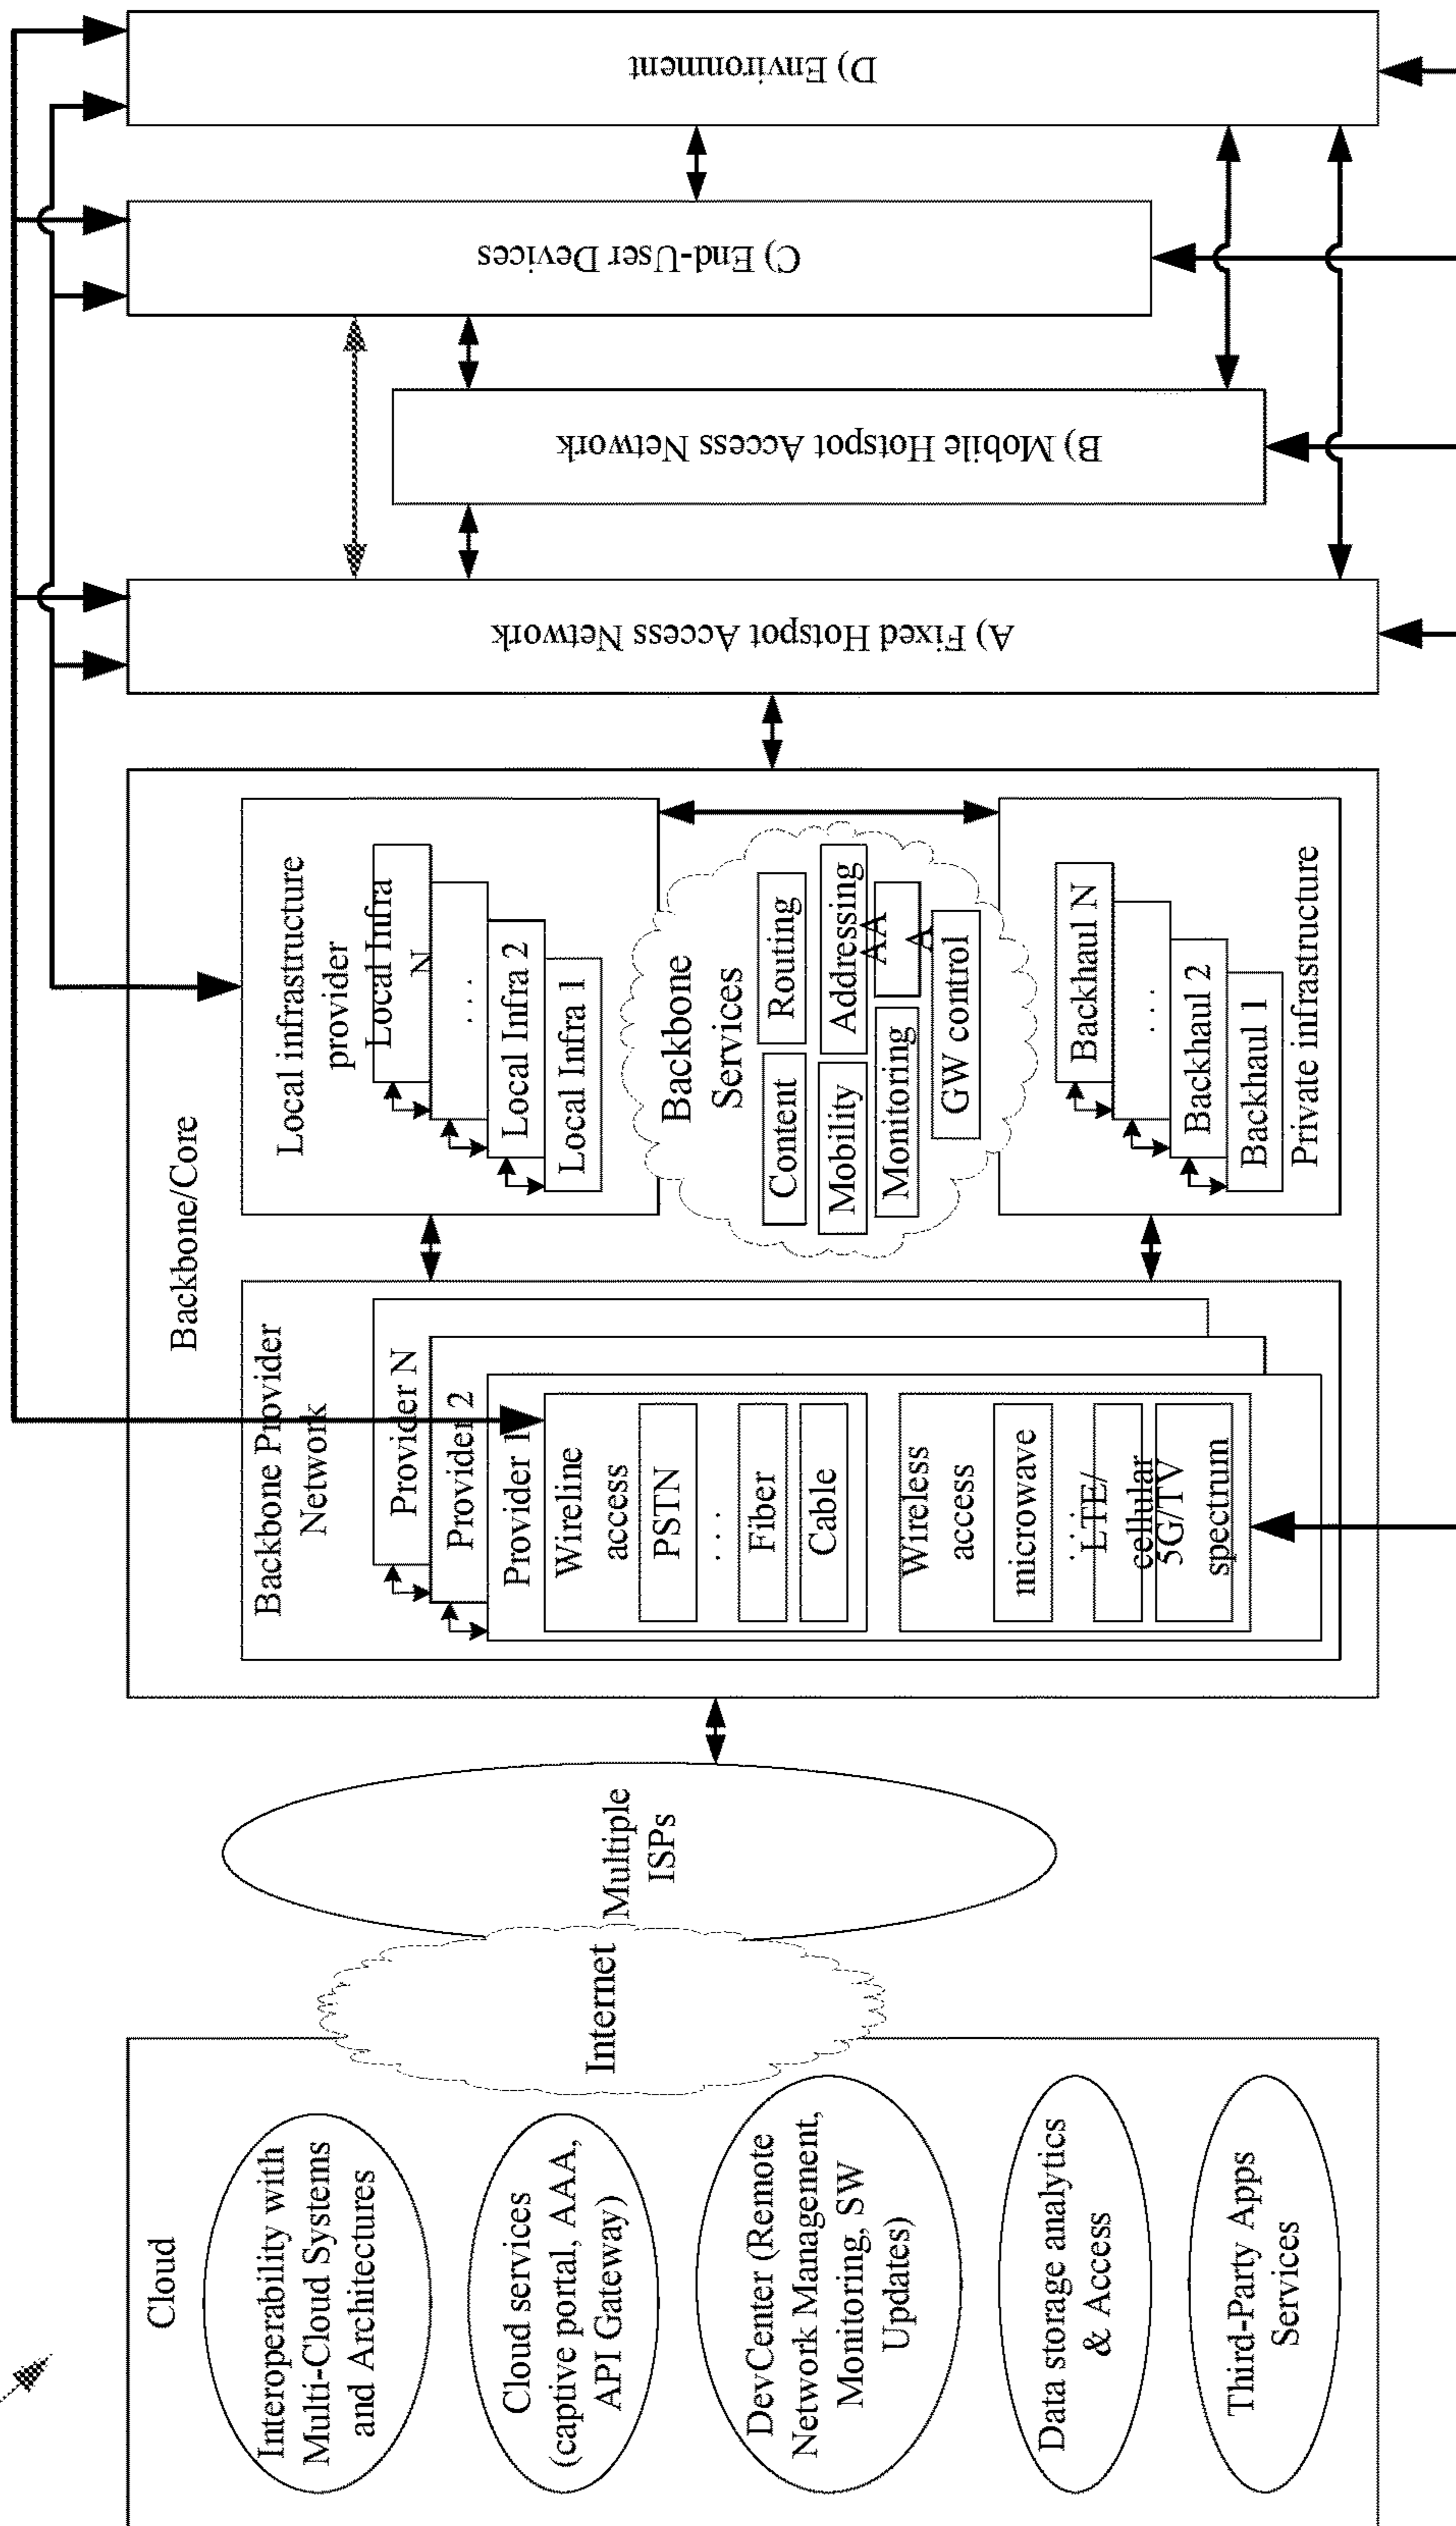 Cloud
Interoperability with
Multi-Cloud Systems
and Architectures
Cloud services
(captive portal, AAA,
API Gateway)
DevCenter (Remote
Network Management,
Monitoring, SW
Updates)
Data storage analytics
& Access
Third-Party Apps
Services
Internet
Multiple
ISPs
Backbone/Core
Backbone Provider
Network
Provider N
Provider 2
Provider 1
Wireline
access
PSTN
. . .
Fiber
Cable
Wireless
access
microwave
. . .
LTE/
cellular
5G/TV
spectrum
Local infrastructure
provider
Local Infra
N
. . .
Local Infra 2
Local Infra 1
Backbone
Services
Content
Routing
Mobility
Addressing
Monitoring
AA
A
GW control
Backhaul N
. . .
Backhaul 2
Backhaul 1
Private infrastructure
A) Fixed Hotspot Access Network
B) Mobile Hotspot Access Network
C) End-User Devices
D) Environment